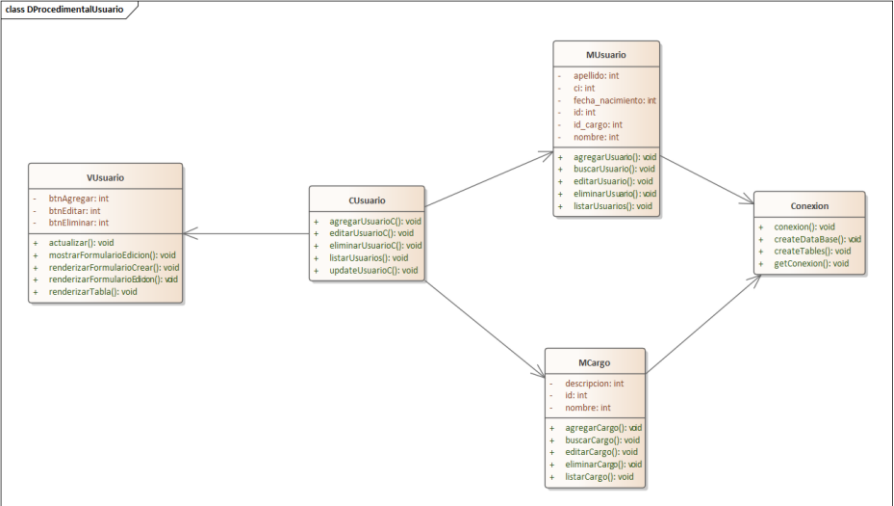 class DProcedimentalUsuario
MUsuario
- apellido: int
- ci: int
- fecha_nacimiento: int
- id: int
- id_cargo: int
- nombre: int
+ agregarUsuario(): void
+ buscarUsuario(): void
+ editarUsuario(): void
+ eliminarUsuario(): void
+ listarUsuarios(): void
VUsuario
- btnAgregar: int
- btnEditar: int
- btnEliminar: int
+ actualizar(): void
+ mostrarFormularioEdicion(): void
+ renderizarFormularioCrear(): void
+ renderizarFormularioEdicion(): void
+ renderizarTabla(): void
CUsuario
+ agregarUsuarioC(): void
+ editarUsuarioC(): void
+ eliminarUsuarioC(): void
+ listarUsuarios(): void
+ updateUsuarioC(): void
Conexion
+ conexion(): void
+ createDataBase(): void
+ createTables(): void
+ getConexion(): void
MCargo
- descripcion: int
- id: int
- nombre: int
+ agregarCargo(): void
+ buscarCargo(): void
+ editarCargo(): void
+ eliminarCargo(): void
+ listarCargo(): void